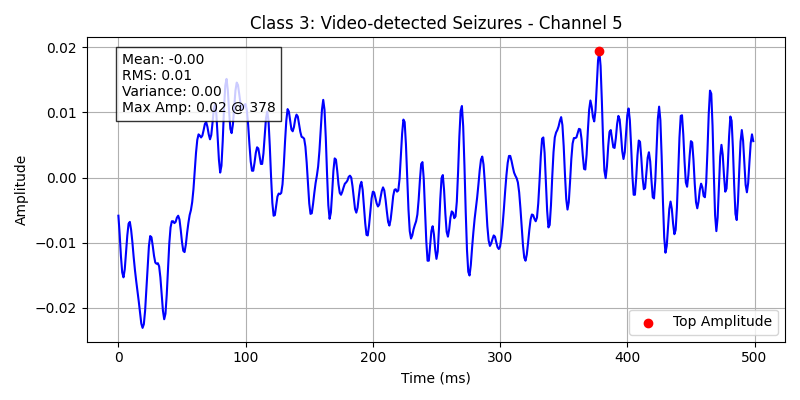 Class 3: Video-detected Seizures - Channel 5
Mean: -0.00
RMS: 0.01
Variance: 0.00
Max Amp: 0.02 @ 378
0.02
0.01
0.00
−0.01
−0.02
Amplitude
Top Amplitude
0 100 200 300 400 500
Time (ms)